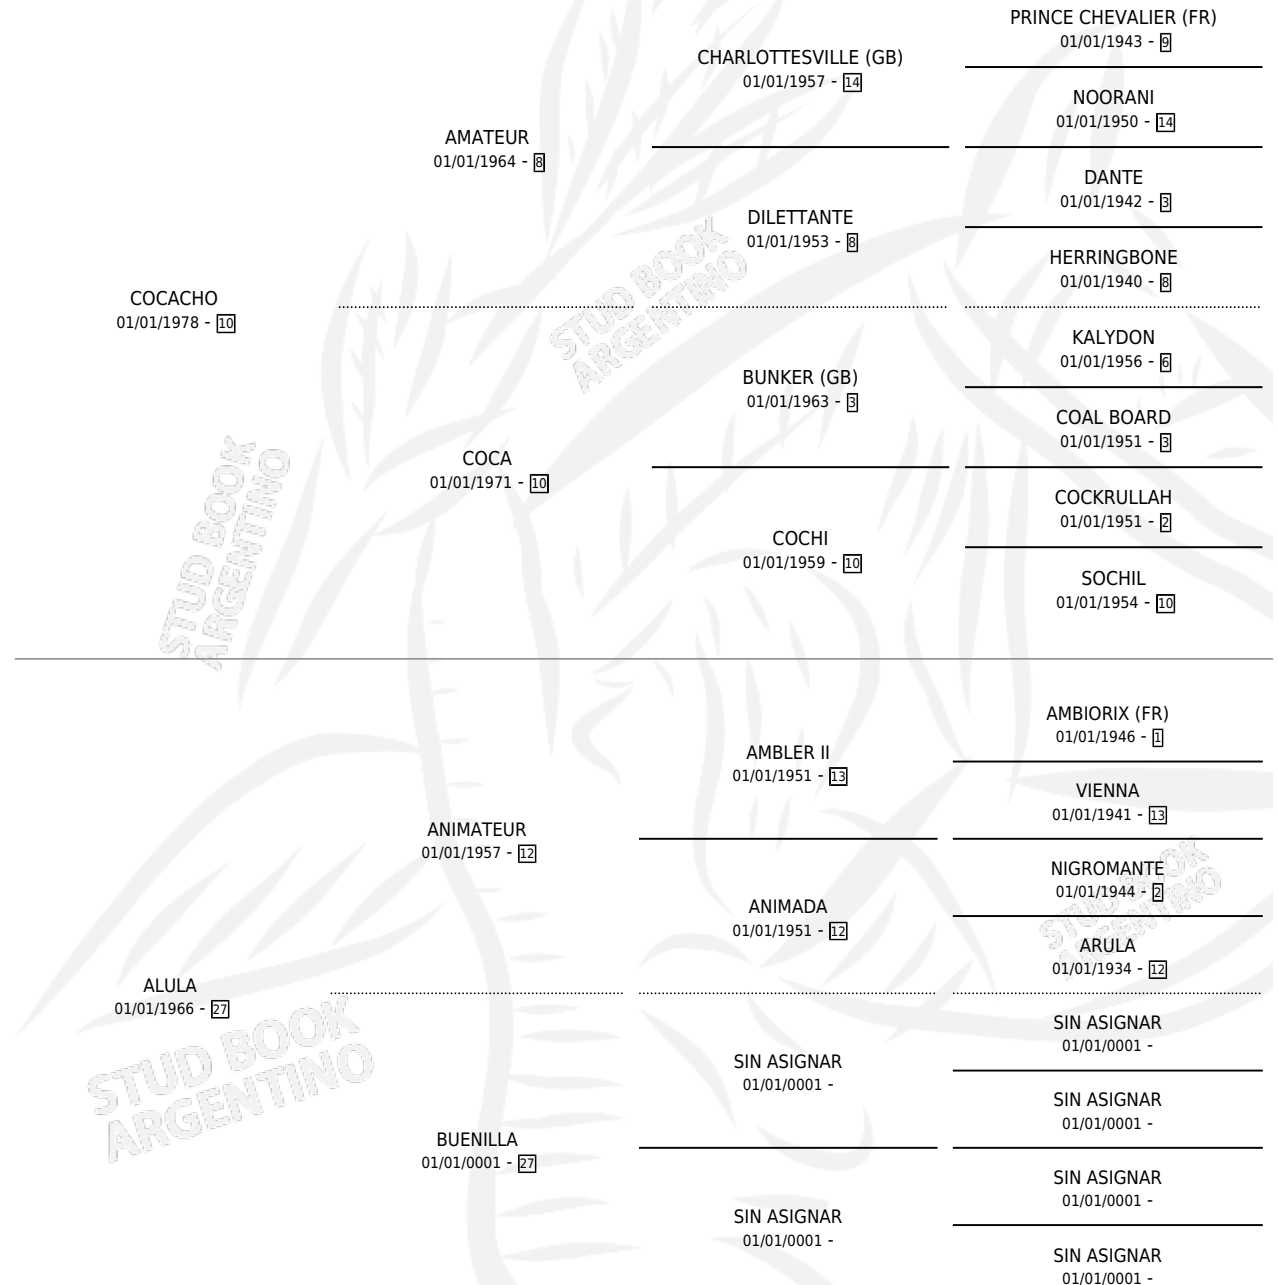 PRINCE CHEVALIER (FR)
01/01/1943 - 9
CHARLOTTESVILLE (GB)
01/01/1957 - 14
NOORANI
01/01/1950 - 14
AMATEUR
01/01/1964 - 8
DANTE
01/01/1942 - 3
DILETTANTE
01/01/1953 - 8
HERRINGBONE
01/01/1940 - 8
COCACHO
01/01/1978 - 10
STUD BOOK
ARGENTINO
KALYDON
01/01/1956 - 6
BUNKER (GB)
01/01/1963 - 3
COAL BOARD
01/01/1951 - 3
COCA
01/01/1971 - 10
COCKRULLAH
01/01/1951 - 2
COCHI
01/01/1959 - 10
SOCHIL
01/01/1954 - 10
STUD BOOK
ARGENTINO
AMBIORIX (FR)
01/01/1946 - 1
AMBLER II
01/01/1951 - 13
VIENNA
01/01/1941 - 13
ANIMATEUR
01/01/1957 - 12
NIGROMANTE
01/01/1944 - 2
ANIMADA
01/01/1951 - 12
ARULA
01/01/1934 - 12
STUD BOOK
ARGENTINO
ALULA
01/01/1966 - 27
SIN ASIGNAR
01/01/0001 -
SIN ASIGNAR
01/01/0001 -
SIN ASIGNAR
01/01/0001 -
STUD BOOK
ARGENTINO
BUENILLA
01/01/0001 - 27
SIN ASIGNAR
01/01/0001 -
SIN ASIGNAR
01/01/0001 -
SIN ASIGNAR
01/01/0001 -